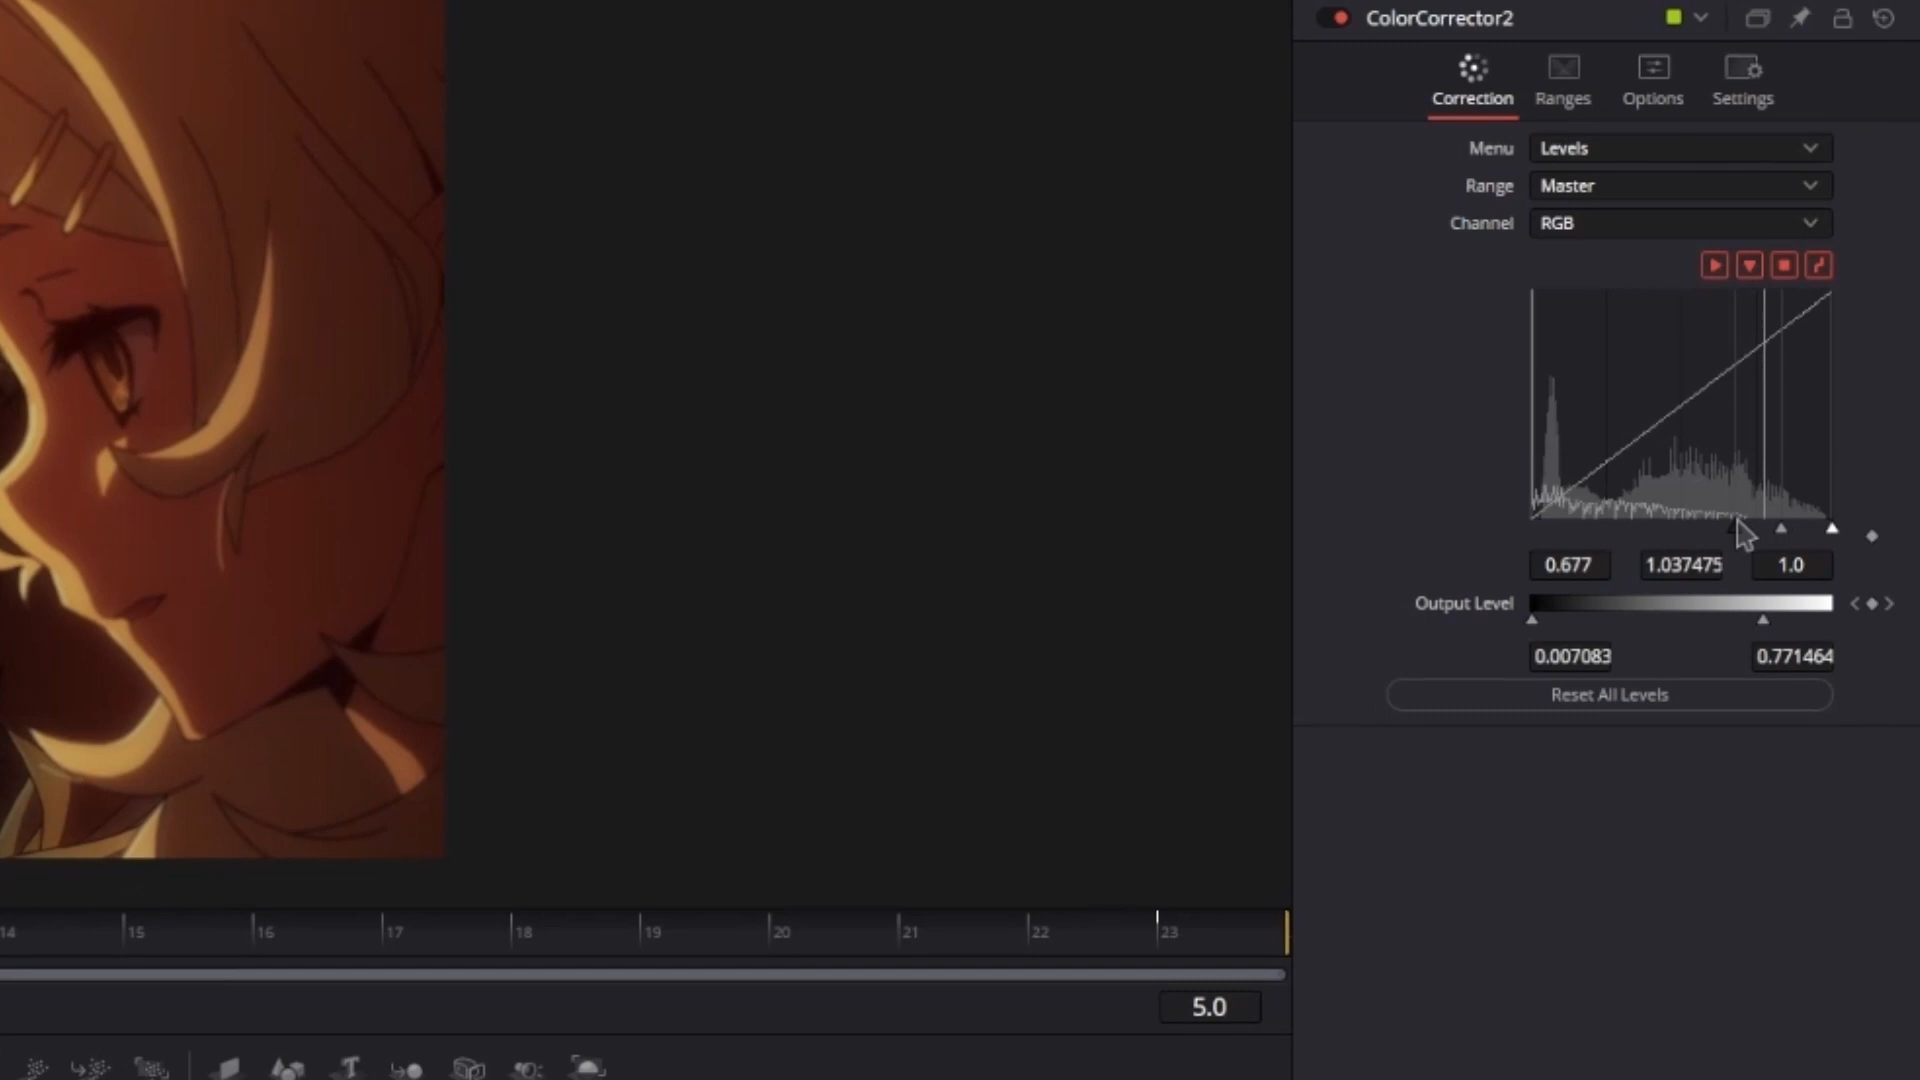 ColorCorrector2
Correction Ranges Options Settings
Menu Levels
Range Master
Channel RGB
0.677 1.037475 1.0
Output Level
0.007083 0.771464
Reset All Levels
14 15 16 17 18 19 20 21 22 23
5.0
T